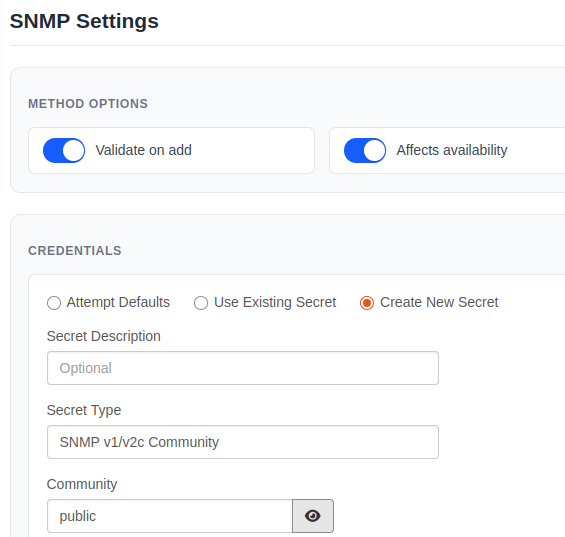 SNMP Settings
METHOD OPTIONS
Validate on add
Affects availability
CREDENTIALS
Attempt Defaults
Use Existing Secret
Create New Secret
Secret Description
Optional
Secret Type
SNMP v1/v2c Community
Community
public